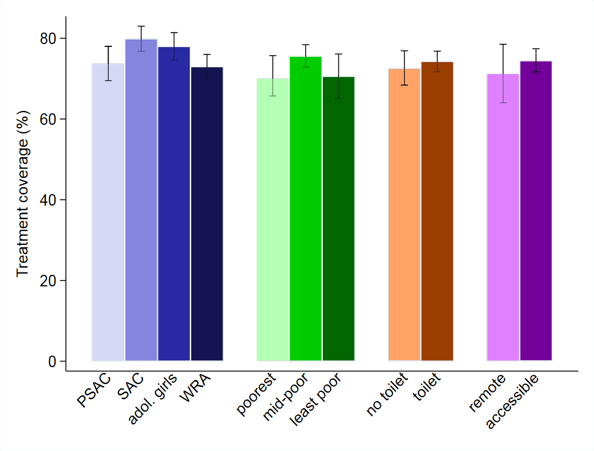 Treatment coverage (%)
80
60
40
20
0
PSAC
SAC
adol. girls
WRA
poorest
mid-poor
least poor
no toilet
toilet
remote
accessible